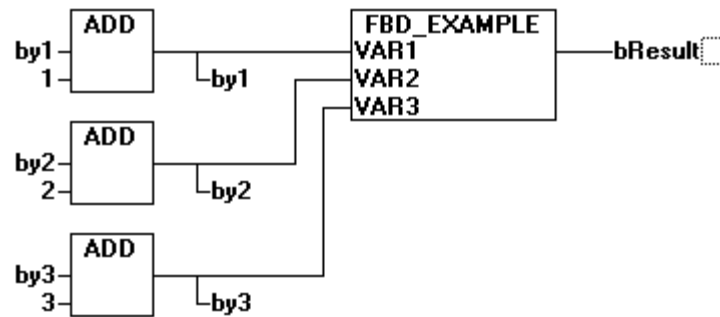 ADD
by1
1
by1
FBD_EXAMPLE
VAR1
VAR2
VAR3
bResult
ADD
by2
2
by2
ADD
by3
3
by3